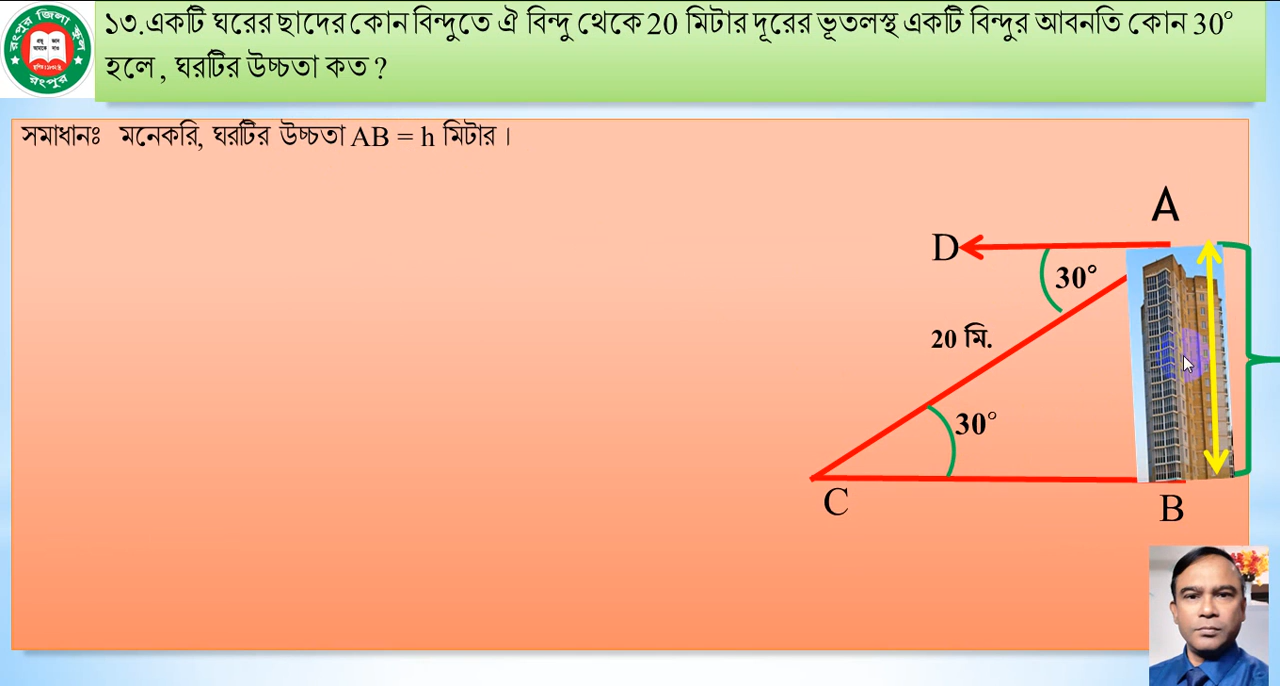 রংপুর জিলা স্কুল
রংপুর
১৩.একটি ঘরের ছাদের কোন বিন্দুতে ঐ বিন্দু থেকে 20 মিটার দূরের ভূতলস্থ একটি বিন্দুর আবনতি কোন 30°
হলে , ঘরটির উচ্চতা কত ?
সমাধানঃ মনেকরি, ঘরটির উচ্চতা AB = h মিটার ।
A
D
30°
20 মি.
30°
C
B